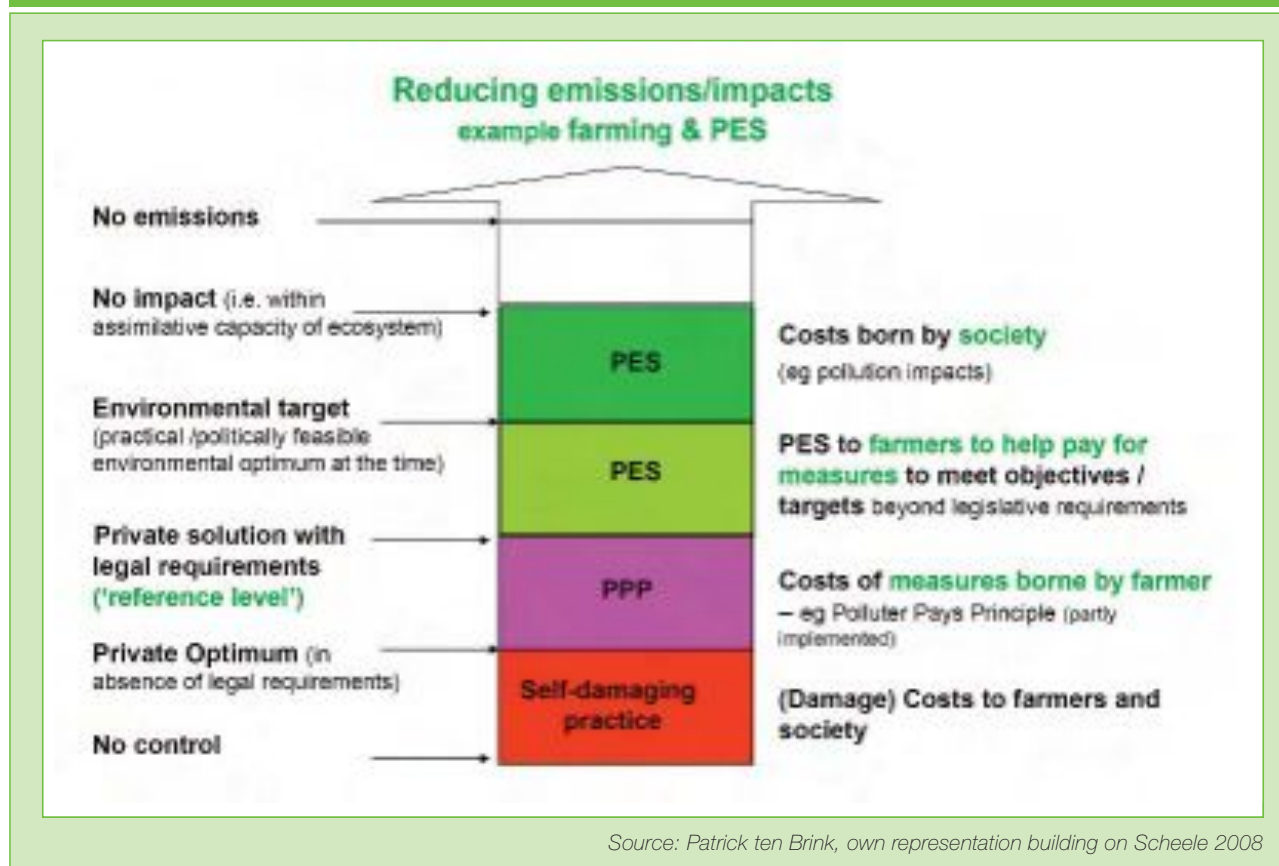 Reducing emissions/impacts
example farming & PES
No emissions
No impact (i.e. within
assimilative capacity of ecosystem)
Environmental target
(practical /politically feasible
environmental optimum at the time)
Private solution with
legal requirements
(‘reference level’)
Private Optimum (in
absence of legal requirements)
No control
PES
PES
PPP
Self-damaging
practice
Costs born by society
(eg pollution impacts)
PES to farmers to help pay for
measures to meet objectives /
targets beyond legislative requirements
Costs of measures borne by farmer
– eg Polluter Pays Principle (partly
implemented)
(Damage) Costs to farmers and
society
Source: Patrick ten Brink, own representation building on Scheele 2008